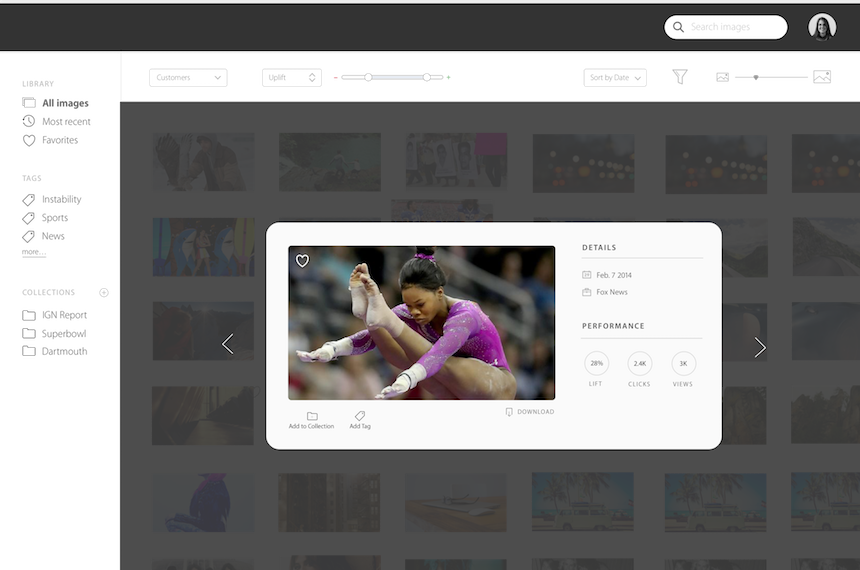 Search images
Customers
Uplift
- +
Sort by Date
LIBRARY
All images
Most recent
Favorites
TAGS
Instability
Sports
News
more...
COLLECTIONS
IGN Report
Superbowl
Dartmouth
DETAILS
Feb. 7 2014
Fox News
PERFORMANCE
28% 2.4K 3K
LIFT CLICKS VIEWS
DOWNLOAD
Add to Collection Add Tag